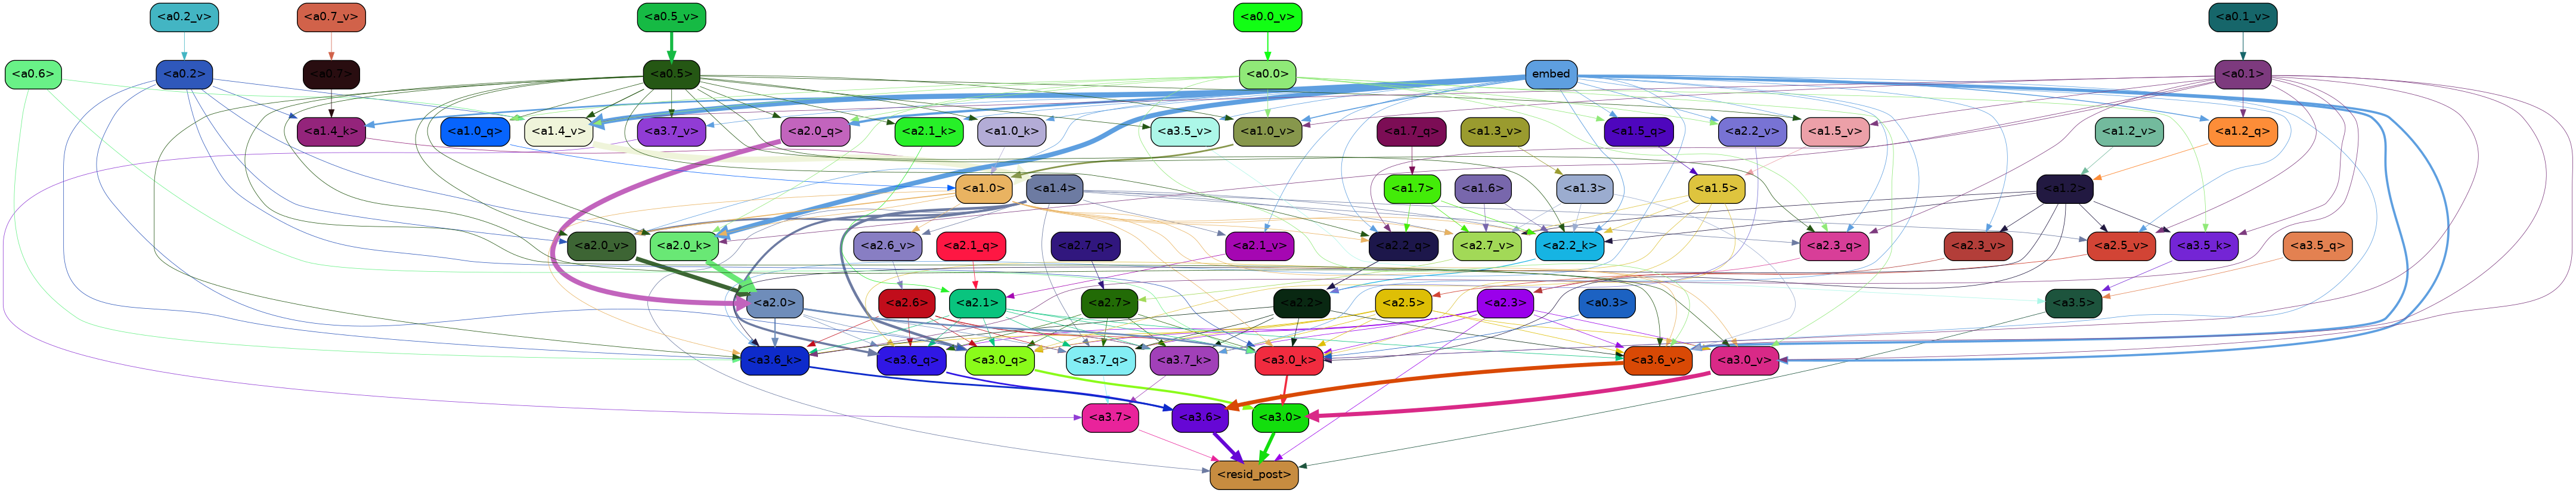 <a0.2_v> <a0.7_v> <a0.5_v> <a0.0_v> <a0.1_v>
<a0.6> <a0.2> <a0.7> <a0.5> <a0.0> embed <a0.1>
<a1.4_k> <a1.0_q> <a1.4_v> <a3.7_v> <a2.0_q> <a2.1_k> <a1.0_k> <a3.5_v> <a1.0_v> <a1.7_q> <a1.3_v> <a1.5_q> <a2.2_v> <a1.5_v> <a1.2_v> <a1.2_q>
<a1.0> <a1.4> <a1.7> <a1.6> <a1.3> <a1.5> <a1.2>
<a2.0_v> <a2.0_k> <a2.6_v> <a2.1_q> <a2.7_q> <a2.1_v> <a2.2_q> <a2.7_v> <a2.2_k> <a2.3_q> <a2.3_v> <a2.5_v> <a3.5_k> <a3.5_q>
<a2.0> <a2.6> <a2.1> <a2.7> <a2.2> <a2.5> <a2.3> <a0.3> <a3.5>
<a3.6_k> <a3.6_q> <a3.0_q> <a3.7_q> <a3.7_k> <a3.0_k> <a3.6_v> <a3.0_v>
<a3.7> <a3.6> <a3.0>
<resid_post>